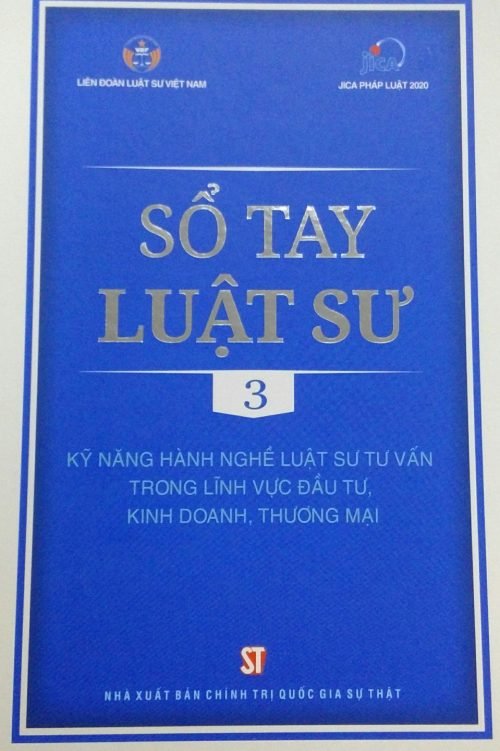 LIÊN ĐOÀN LUẬT SƯ VIỆT NAM
jICA
JICA PHÁP LUẬT 2020
SỔ TAY
LUẬT SƯ
3
KỸ NĂNG HÀNH NGHỀ LUẬT SƯ TƯ VẤN
TRONG LĨNH VỰC ĐẦU TƯ,
KINH DOANH, THƯƠNG MẠI
ST
NHÀ XUẤT BẢN CHÍNH TRỊ QUỐC GIA SỰ THẬT